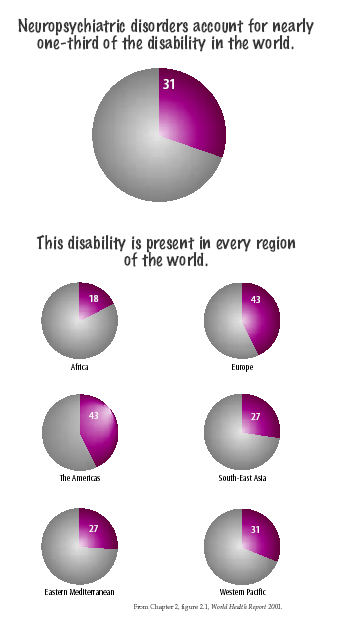 Neuropsychiatric disorders account for nearly
one-third of the disability in the world.
31
This disability is present in every region
of the world.
18
43
Africa
Europe
43
27
The Americas
South-East Asia
27
31
Eastern Mediterranean
Western Pacific
From Chapter 2, figure 2.1, World Health Report 2001.